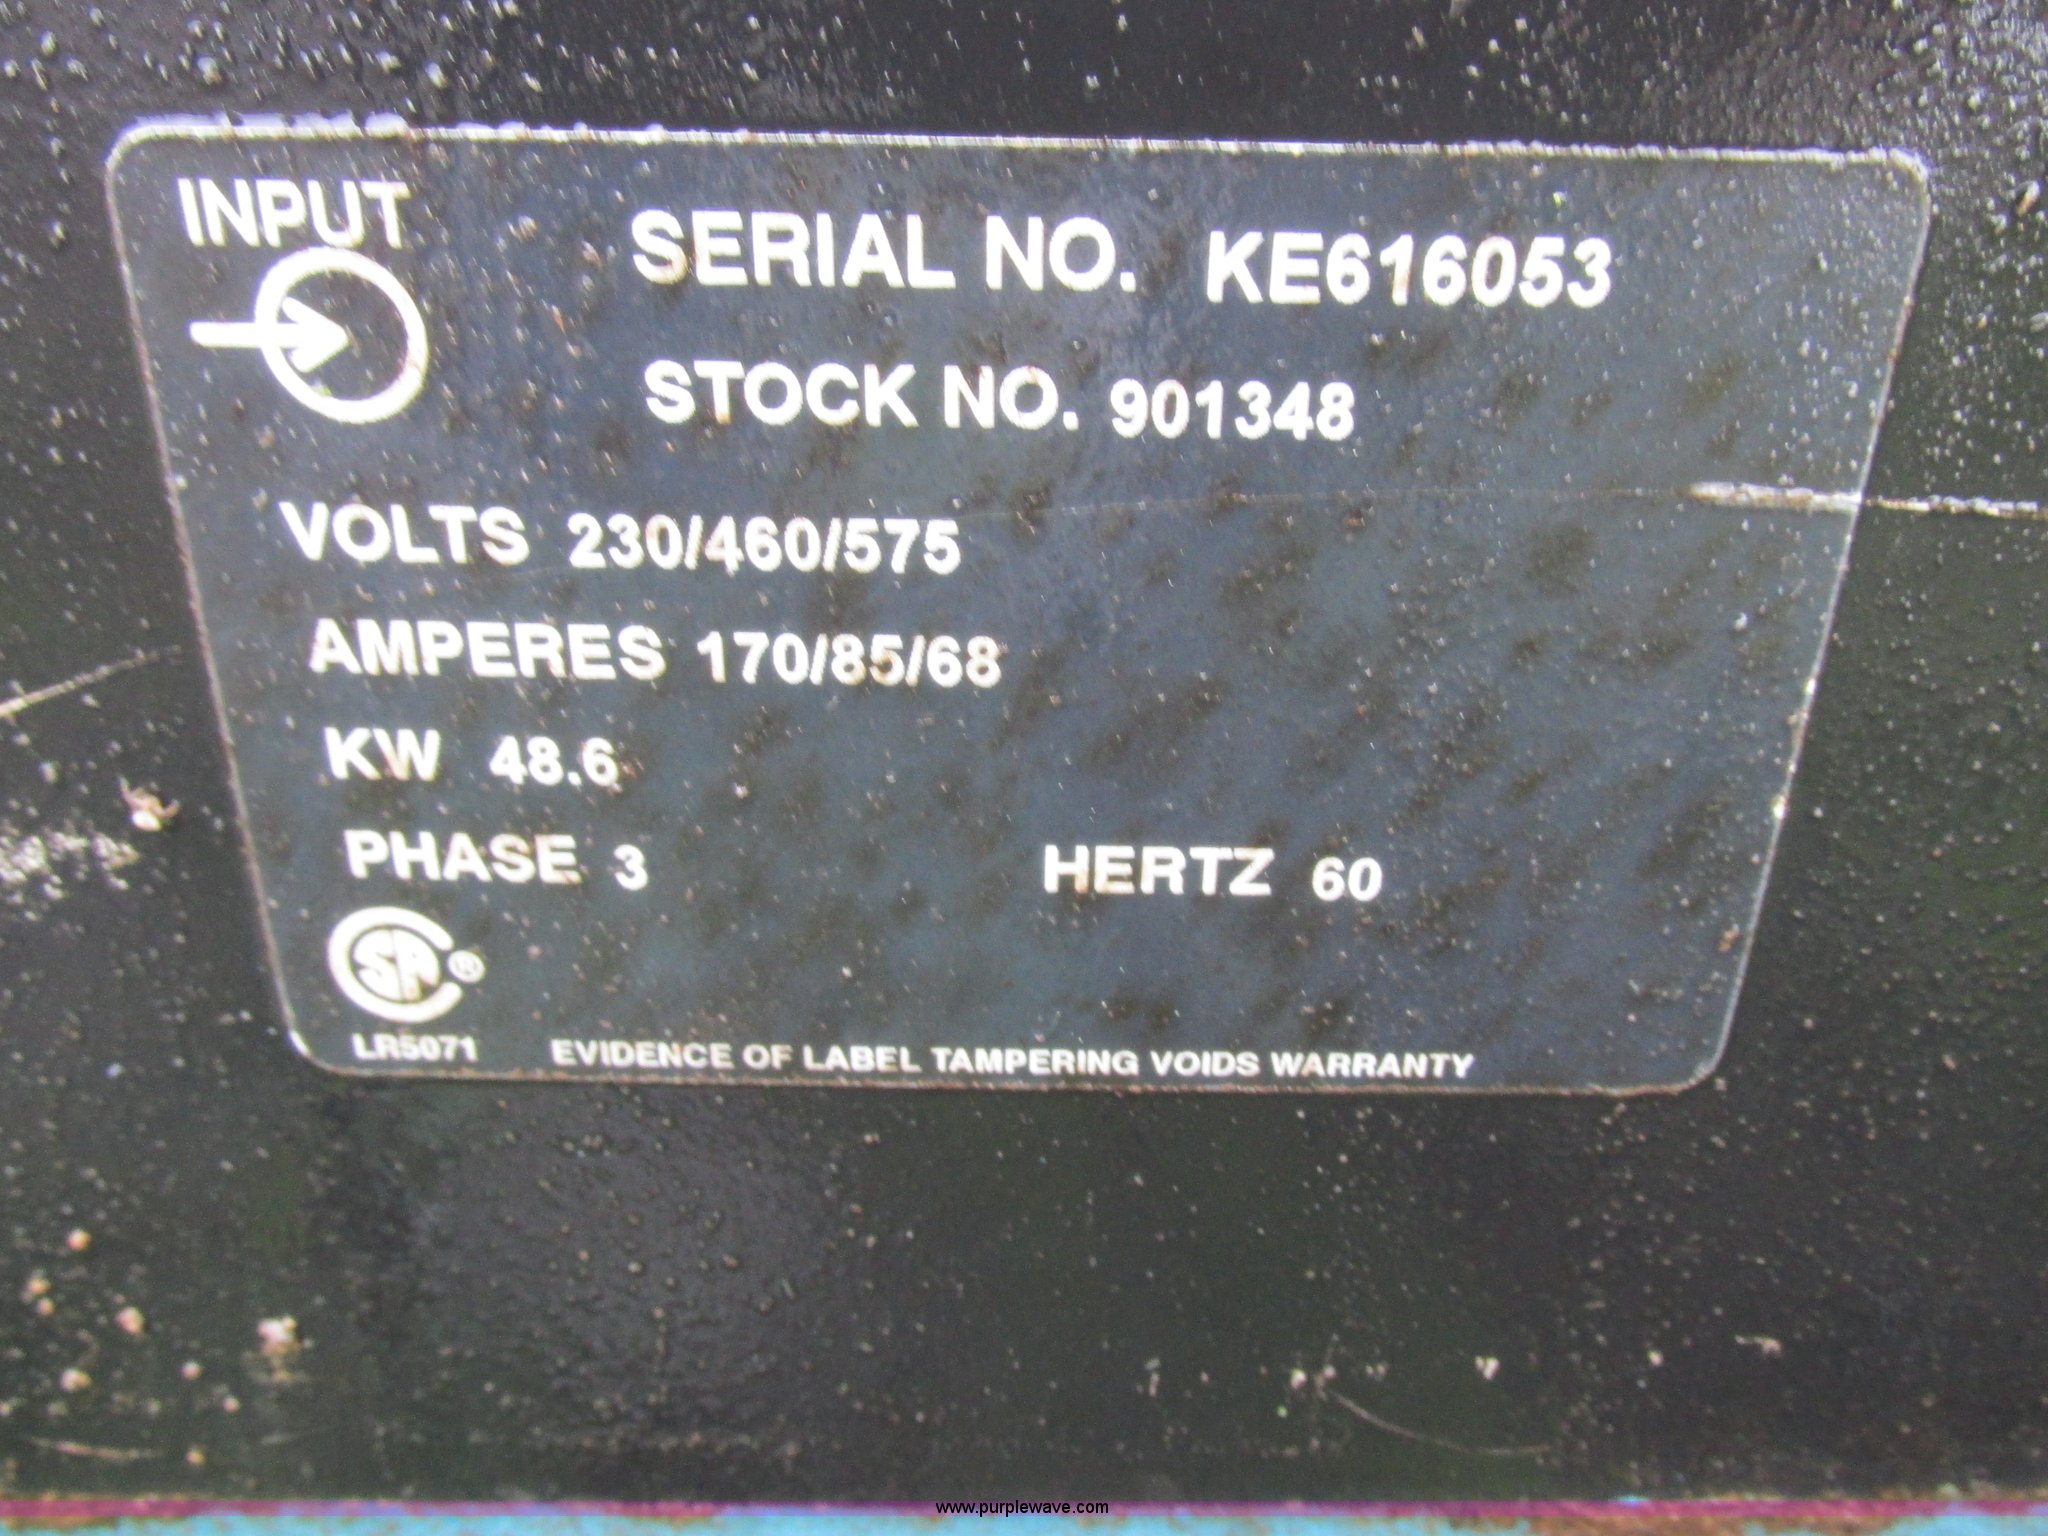 INPUT
SERIAL NO. KE616053
STOCK NO. 901348
VOLTS 230/460/575
AMPERES 170/85/68
KW 48.6
PHASE 3 HERTZ 60
SA ®
LR5071 EVIDENCE OF LABEL TAMPERING VOIDS WARRANTY
www.purplewave.com